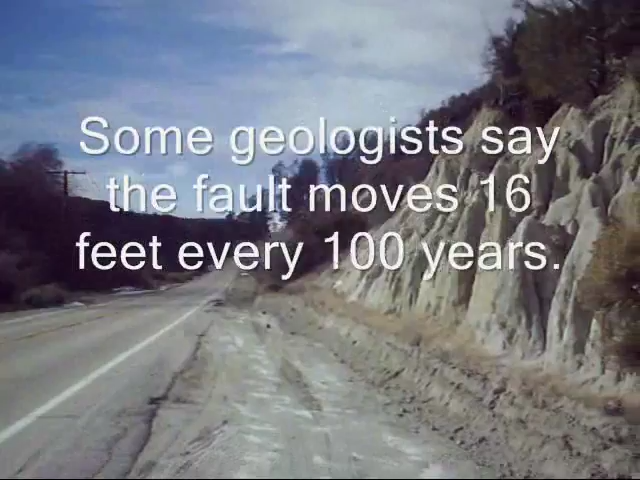 Some geologists say
the fault moves 16
feet every 100 years.